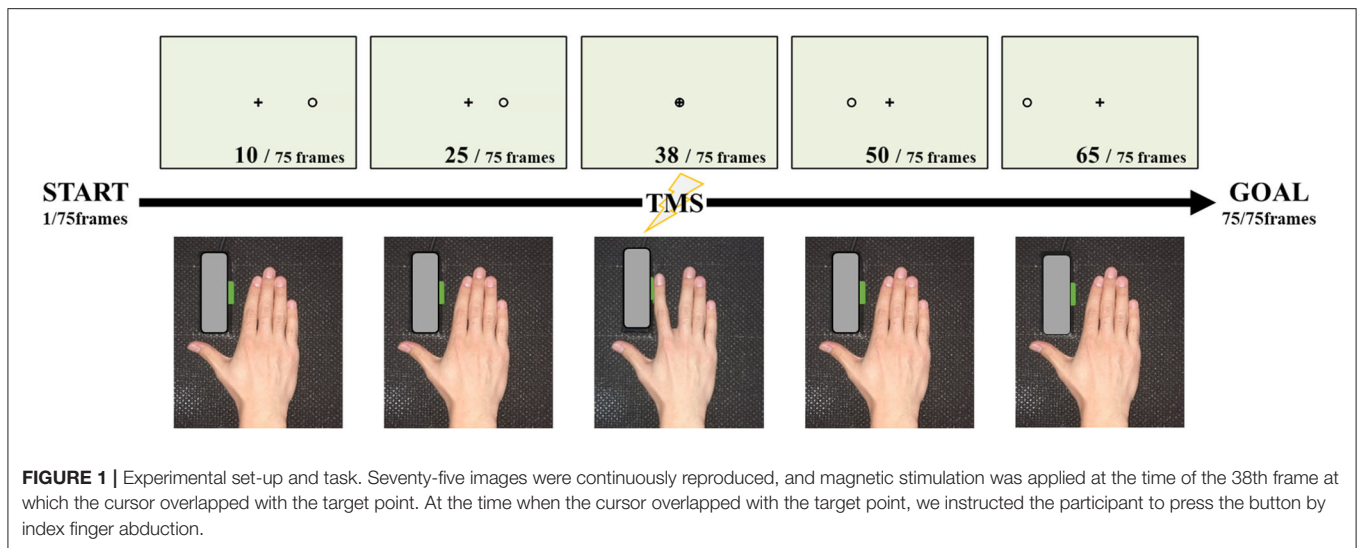 10 / 75 frames
25 / 75 frames
38 / 75 frames
50 / 75 frames
65 / 75 frames
START
1/75frames
TMS
GOAL
75/75frames
FIGURE 1 | Experimental set-up and task. Seventy-five images were continuously reproduced, and magnetic stimulation was applied at the time of the 38th frame at
which the cursor overlapped with the target point. At the time when the cursor overlapped with the target point, we instructed the participant to press the button by
index finger abduction.